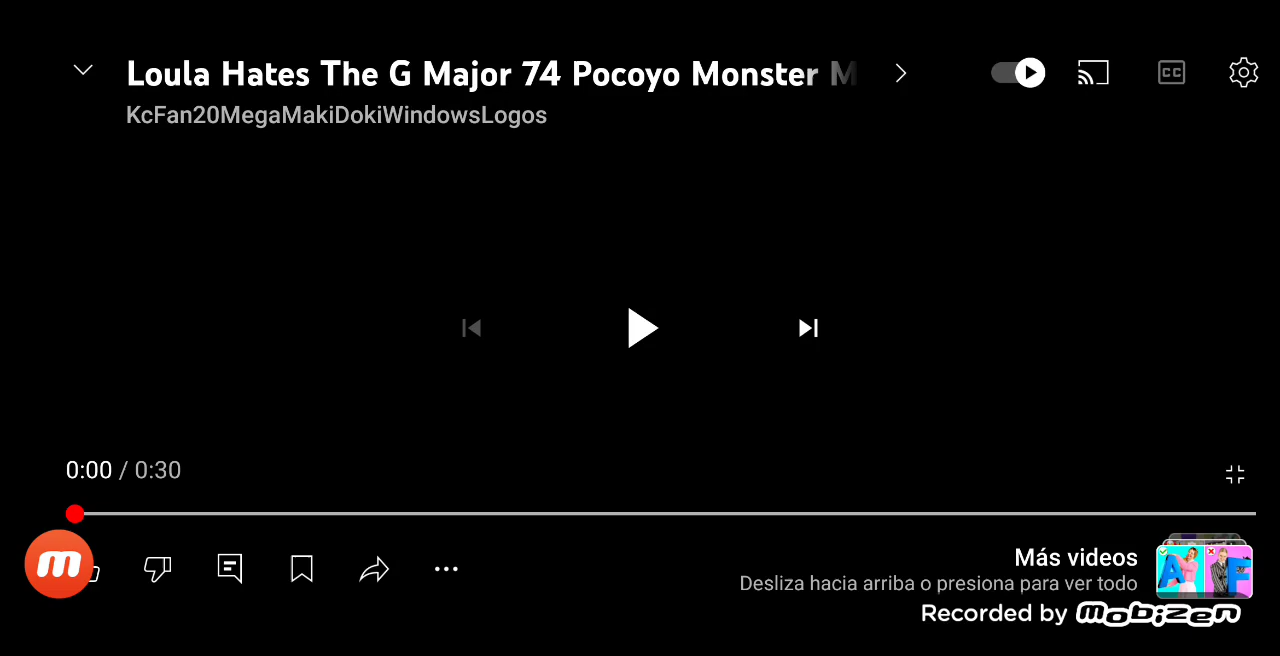 Loula Hates The G Major 74 Pocoyo Monster M
KcFan20MegaMakiDokiWindowsLogos
CC
0:00 / 0:30
m
Más videos
Desliza hacia arriba o presiona para ver todo
A F
Recorded by mobizen